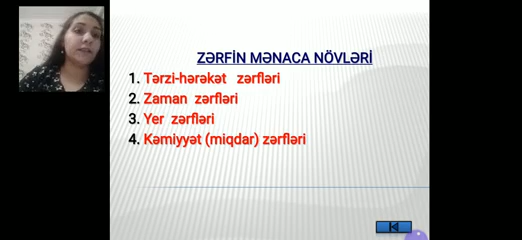 ZƏRFİN MƏNACA NÖVLƏRİ
1. Tərzi-hərəkət zərfləri
2. Zaman zərfləri
3. Yer zərfləri
4. Kəmiyyət (miqdar) zərfləri